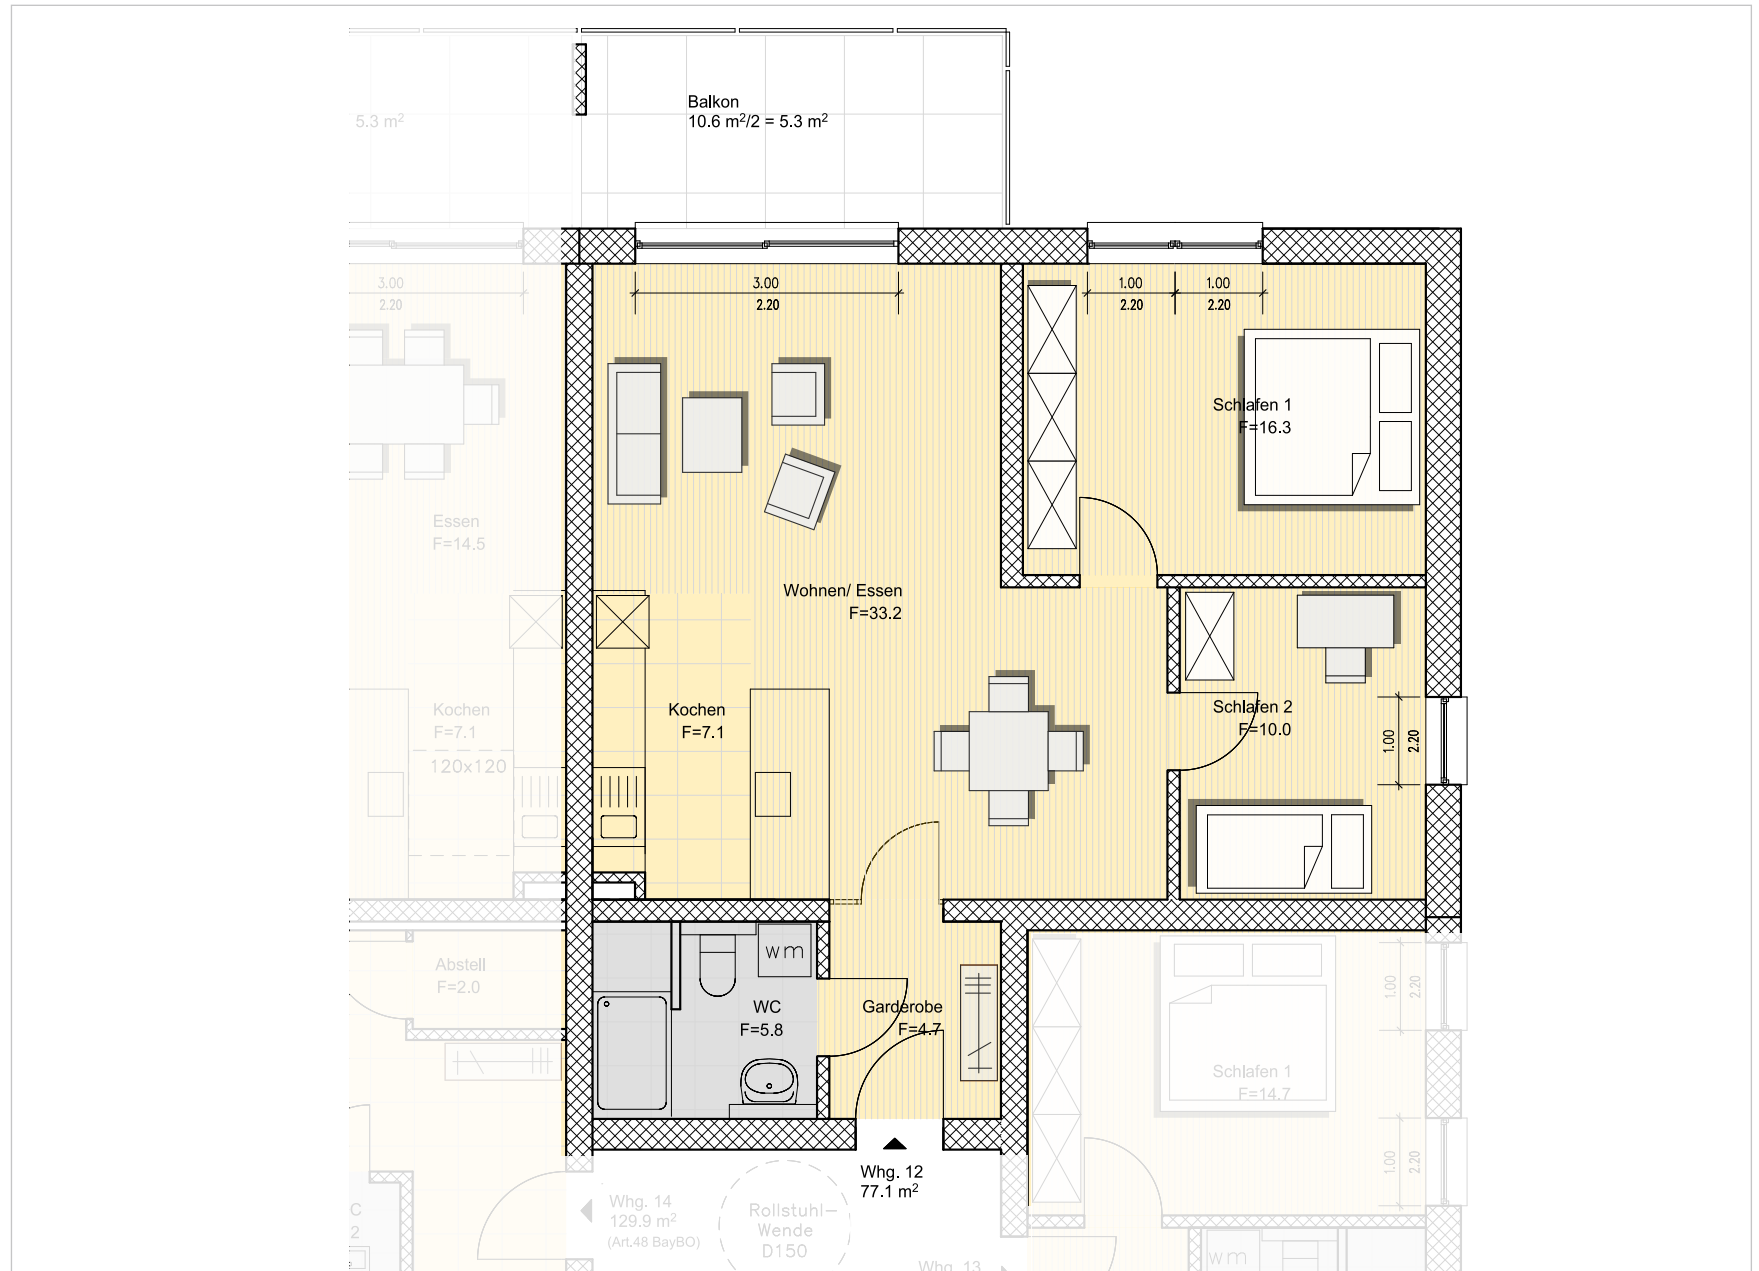 Balkon
10.6 m²/2 = 5.3 m²
5.3 m²
3.00
2.20
3.00
2.20
1.00
2.20
1.00
2.20
Schlafen 1
F=16.3
Essen
F=14.5
Wohnen/ Essen
F=33.2
Kochen
F=7.1
120x120
Kochen
F=7.1
Schlafen 2
F=10.0
1.00
2.20
Abstell
F=2.0
wm
WC
F=5.8
Garderobe
F=4.7
1.00
2.20
Schlafen 1
F=14.7
1.00
2.20
Whg. 12
77.1 m²
Whg. 14
129.9 m²
(Art.48 BayBO)
Rollstuhl–
Wende
D150
C
2
Whg. 13
wm